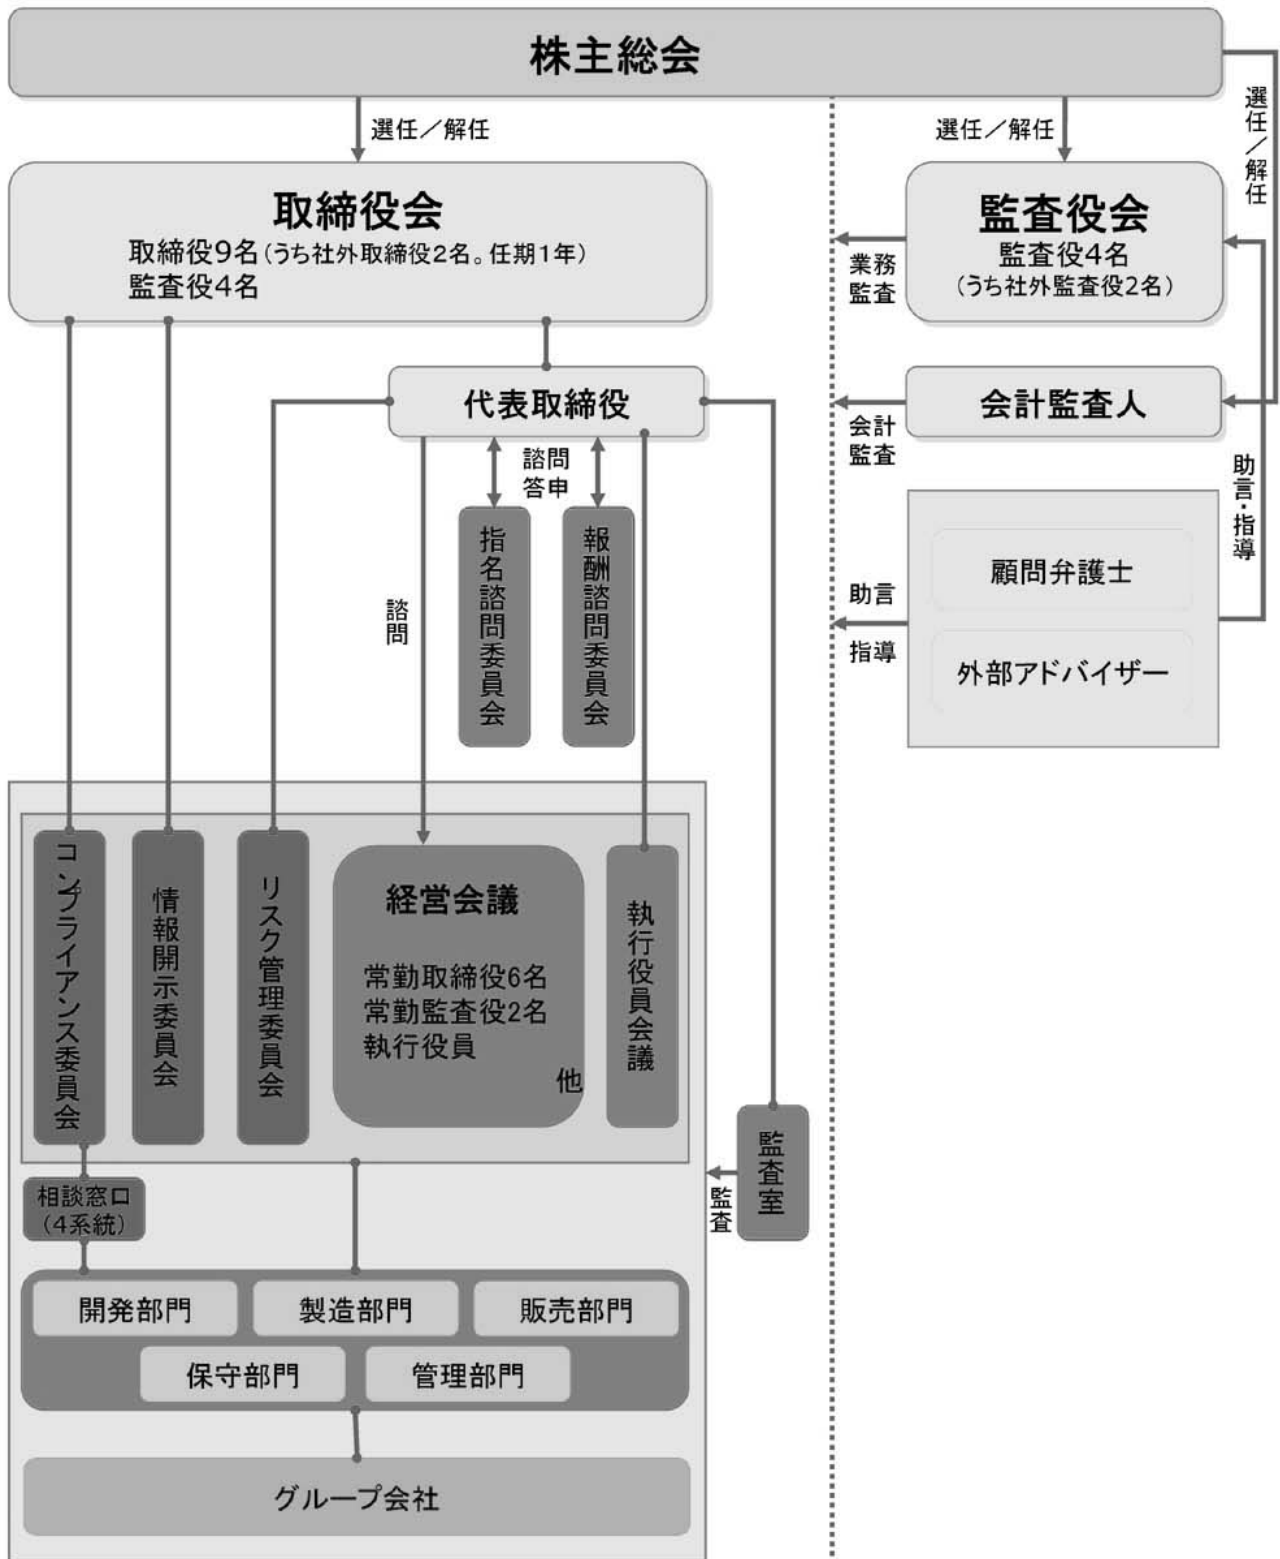 株主総会
選任／解任
選任／解任
選任／解任
取締役会
取締役9名(うち社外取締役2名。任期1年)
監査役4名
監査役会
監査役4名
(うち社外監査役2名)
業務
監査
代表取締役
会計監査人
会計
監査
諮問
答申
指名諮問委員会
報酬諮問委員会
諮問
助言・指導
顧問弁護士
外部アドバイザー
助言
指導
コンプライアンス委員会
情報開示委員会
リスク管理委員会
経営会議
常勤取締役6名
常勤監査役2名
執行役員
他
執行役員会議
監査室
監査
相談窓口
(4系統)
開発部門
製造部門
販売部門
保守部門
管理部門
グループ会社